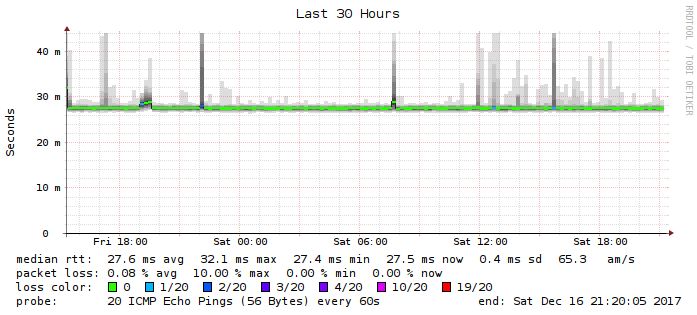 Last 30 Hours
RRDTOOL / TOBI OETIKER
Seconds
40 m
30 m
20 m
10 m
0
Fri 18:00 Sat 00:00 Sat 06:00 Sat 12:00 Sat 18:00
median rtt: 27.6 ms avg 32.1 ms max 27.4 ms min 27.5 ms now 0.4 ms sd 65.3 am/s
packet loss: 0.08 % avg 10.00 % max 0.00 % min 0.00 % now
loss color: 0 1/20 2/20 3/20 4/20 10/20 19/20
probe: 20 ICMP Echo Pings (56 Bytes) every 60s end: Sat Dec 16 21:20:05 2017